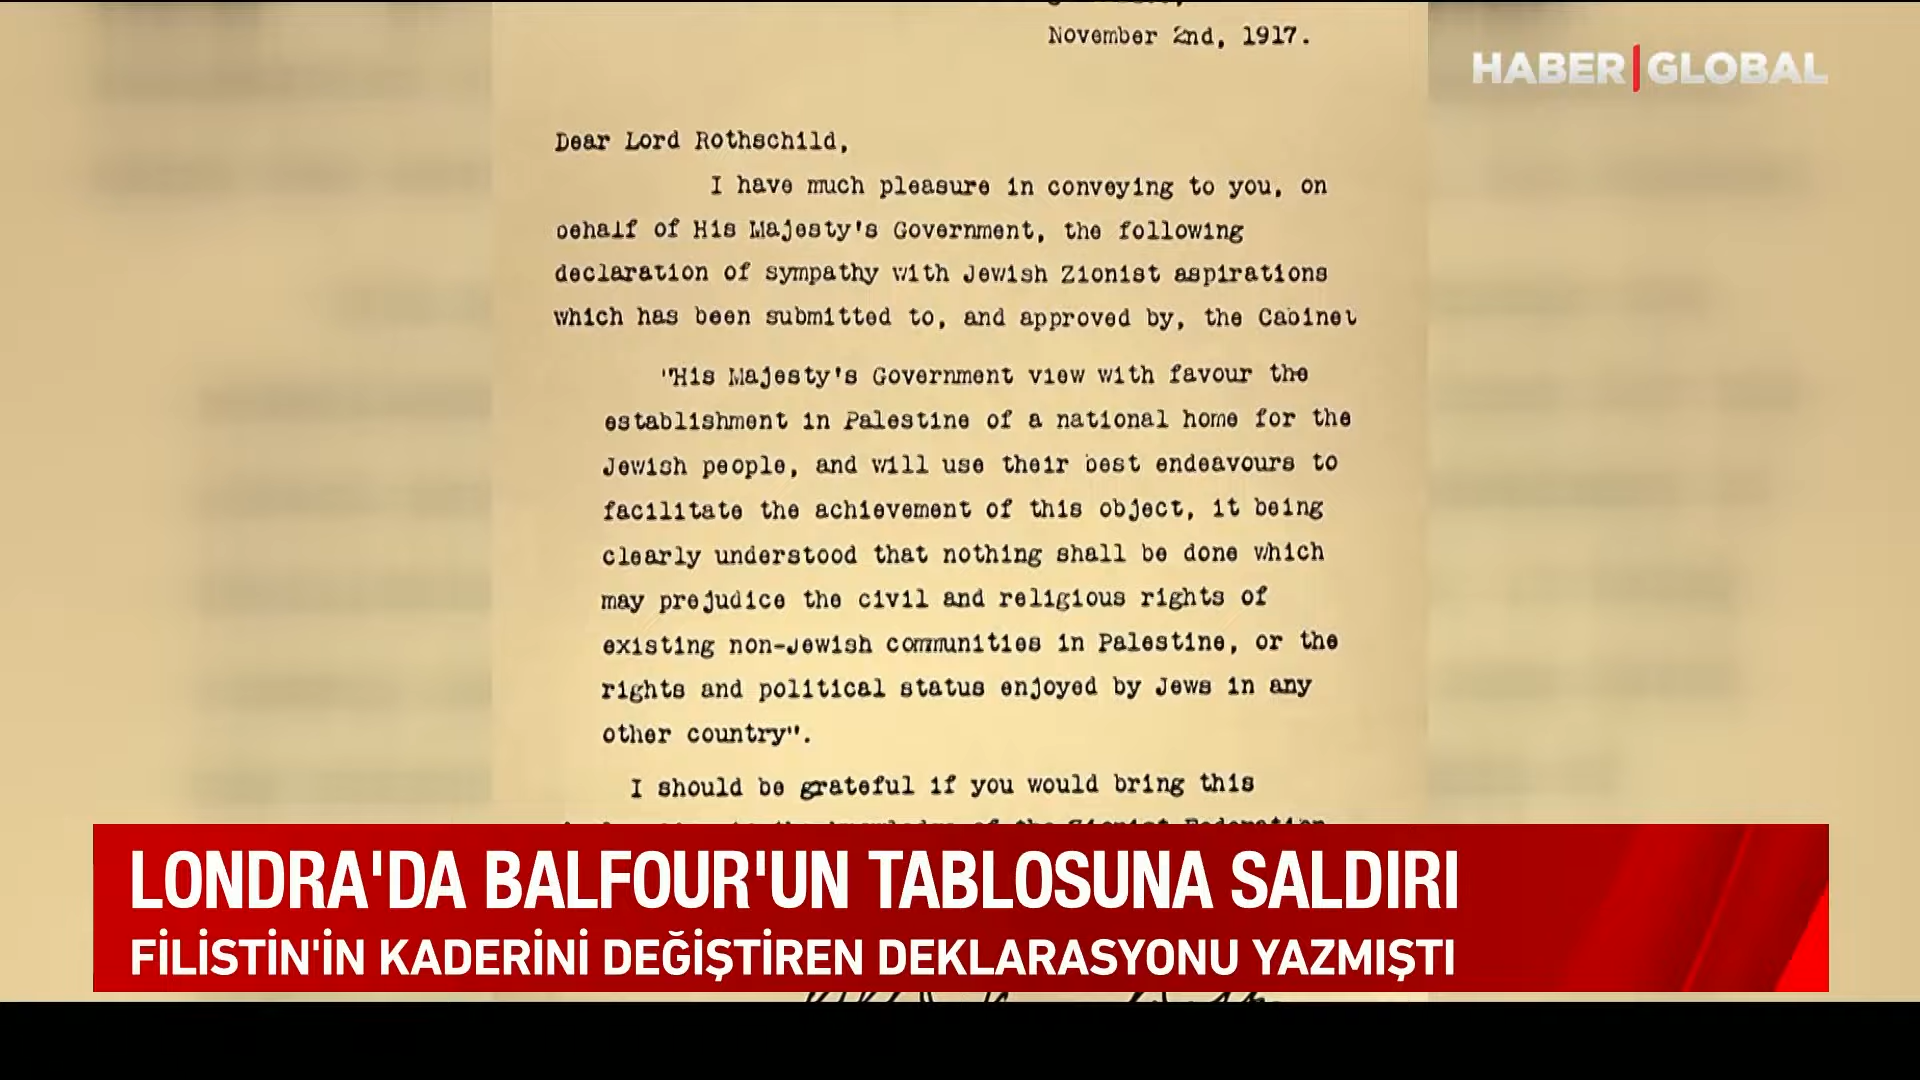 November 2nd, 1917.
HABER GLOBAL
Dear Lord Rothschild,
I have much pleasure in conveying to you, on
behalf of His Majesty's Government, the following
declaration of sympathy with Jewish Zionist aspirations
which has been submitted to, and approved by, the Cabinet
"His Majesty's Government view with favour the
establishment in Palestine of a national home for the
Jewish people, and will use their best endeavours to
facilitate the achievement of this object, it being
clearly understood that nothing shall be done which
may prejudice the civil and religious rights of
existing non-Jewish communities in Palestine, or the
rights and political status enjoyed by Jews in any
other country".
I should be grateful if you would bring this
LONDRA'DA BALFOUR'UN TABLOSUNA SALDIRI
FİLİSTİN'İN KADERİNİ DEĞİŞTİREN DEKLARASYONU YAZMIŞTI